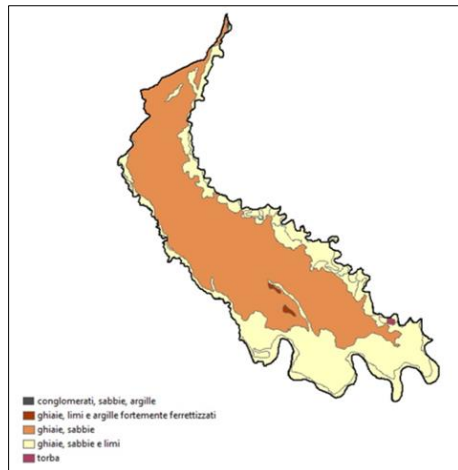 conglomerati, sabbie, argille
ghiaie, limi e argille fortemente ferrettizzati
ghiaie, sabbie
ghiaie, sabbie e limi
torba